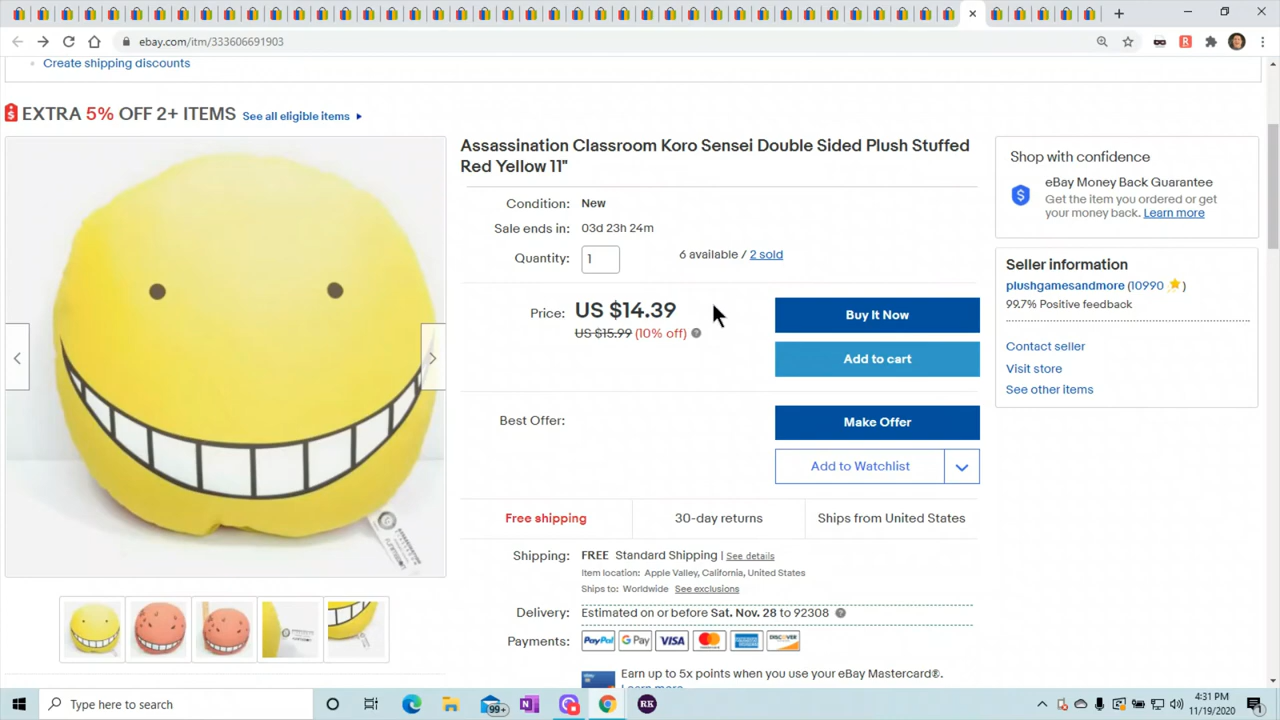 ebay.com/itm/333606691903
Create shipping discounts
EXTRA 5% OFF 2+ ITEMS See all eligible items
Assassination Classroom Koro Sensei Double Sided Plush Stuffed
Red Yellow 11"
Condition: New
Sale ends in: 03d 23h 24m
Quantity: 1 6 available / 2 sold
Price: US $14.39
US $15.99 (10% off)
Buy It Now
Add to cart
Best Offer:
Make Offer
Add to Watchlist
Free shipping 30-day returns Ships from United States
Shipping: FREE Standard Shipping | See details
Item location: Apple Valley, California, United States
Ships to: Worldwide See exclusions
Delivery: Estimated on or before Sat. Nov. 28 to 92308
Payments: PayPal G Pay VISA DISCOVER
Earn up to 5x points when you use your eBay Mastercard®.
Learn more
Shop with confidence
eBay Money Back Guarantee
Get the item you ordered or get
your money back. Learn more
Seller information
plushgamesandmore (10990 )
99.7% Positive feedback
Contact seller
Visit store
See other items
Type here to search
99+
RK
4:31 PM
11/19/2020